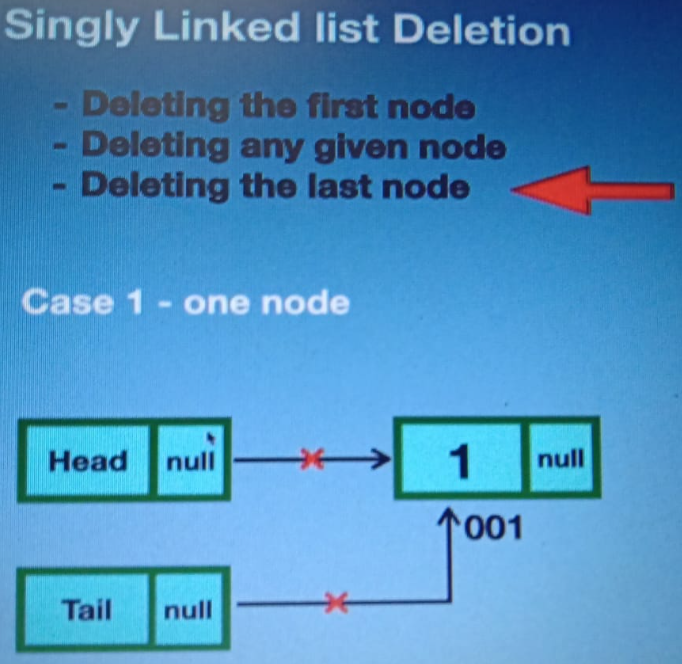 Singly Linked list Deletion
- Deleting the first node
- Deleting any given node
- Deleting the last node
Case 1 - one node
Head null
1 null
001
Tail null